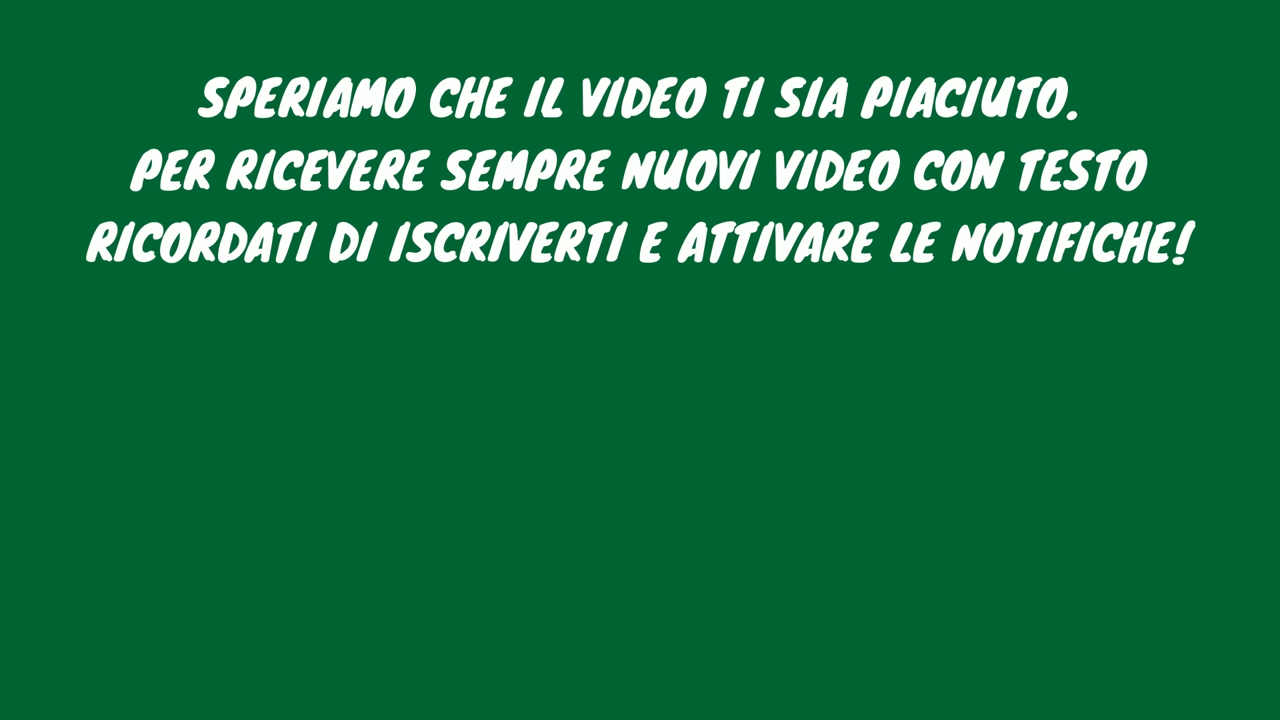 SPERIAMO CHE IL VIDEO TI SIA PIACIUTO.
PER RICEVERE SEMPRE NUOVI VIDEO CON TESTO
RICORDATI DI ISCRIVERTI E ATTIVARE LE NOTIFICHE!